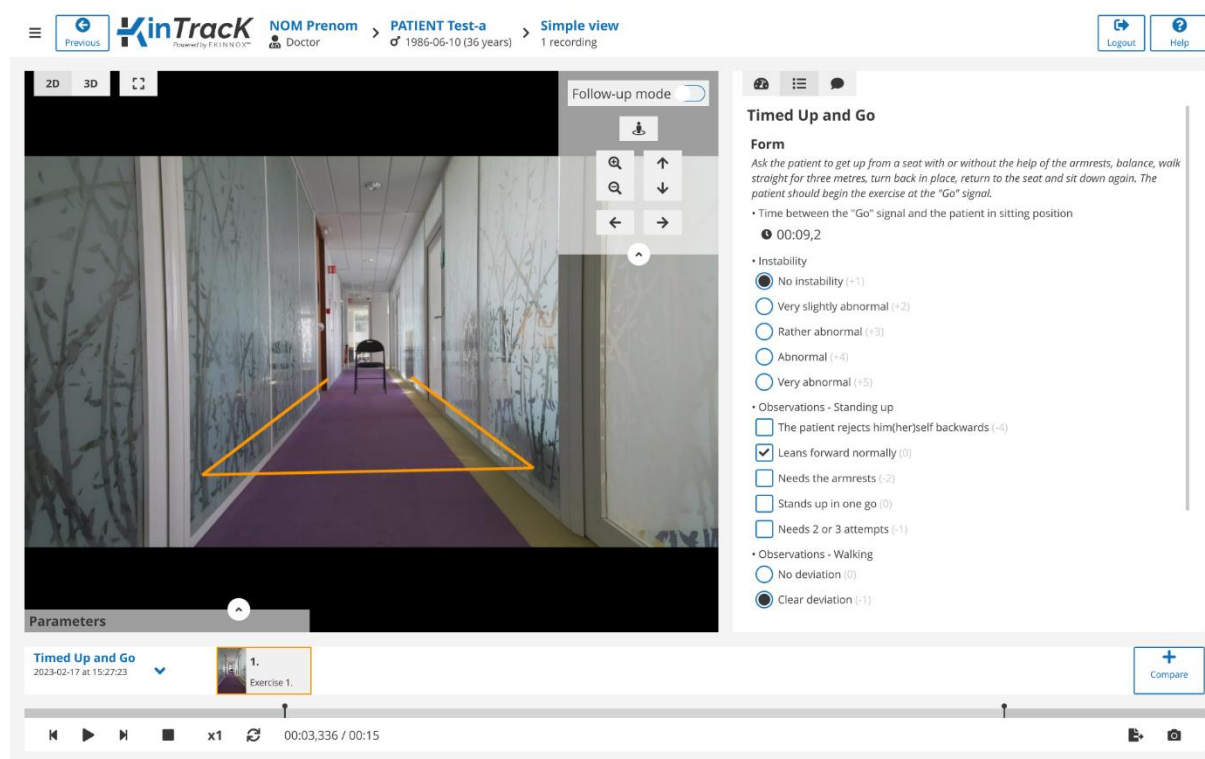 Previous
KinTracK
Powered by EKINNOX™
NOM Prenom
Doctor
PATIENT Test-a
1986-06-10 (36 years)
Simple view
1 recording
Logout
Help
2D 3D
Follow-up mode
Timed Up and Go
Form
Ask the patient to get up from a seat with or without the help of the armrests, balance, walk
straight for three metres, turn back in place, return to the seat and sit down again. The
patient should begin the exercise at the "Go" signal.
• Time between the "Go" signal and the patient in sitting position
00:09,2
• Instability
No instability (+1)
Very slightly abnormal (+2)
Rather abnormal (+3)
Abnormal (+4)
Very abnormal (+5)
• Observations - Standing up
The patient rejects him(her)self backwards (-4)
Leans forward normally (0)
Needs the armrests (-2)
Stands up in one go (0)
Needs 2 or 3 attempts (-1)
• Observations - Walking
No deviation (0)
Clear deviation (-1)
Parameters
Timed Up and Go
2023-02-17 at 15:27:23
1.
Exercise 1.
Compare
x1
00:03,336 / 00:15